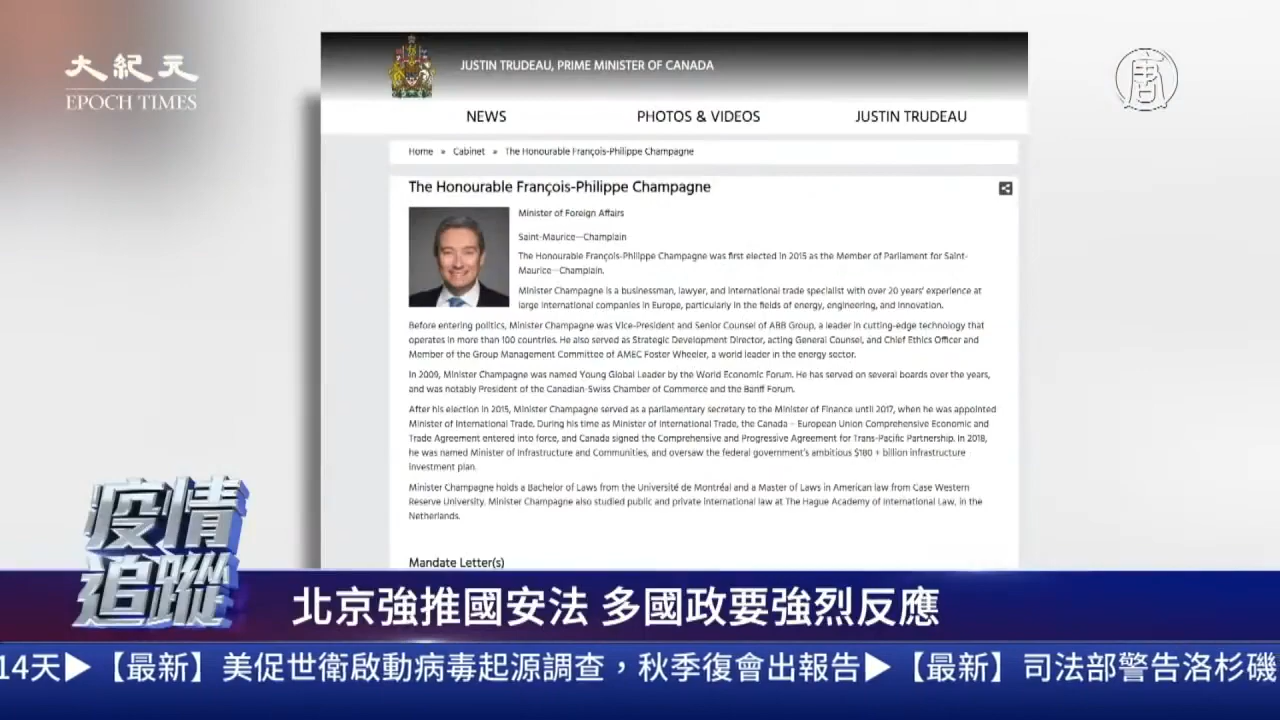 大紀元
EPOCH TIMES
唐
JUSTIN TRUDEAU, PRIME MINISTER OF CANADA
NEWS PHOTOS & VIDEOS JUSTIN TRUDEAU
Home » Cabinet » The Honourable François-Philippe Champagne
The Honourable François-Philippe Champagne
Minister of Foreign Affairs
Saint-Maurice—Champlain
The Honourable François-Philippe Champagne was first elected in 2015 as the Member of Parliament for Saint-
Maurice—Champlain.
Minister Champagne is a businessman, lawyer, and international trade specialist with over 20 years' experience at
large international companies in Europe, particularly in the fields of energy, engineering, and innovation.
Before entering politics, Minister Champagne was Vice-President and Senior Counsel of ABB Group, a leader in cutting-edge technology that
operates in more than 100 countries. He also served as Strategic Development Director, acting General Counsel, and Chief Ethics Officer and
Member of the Group Management Committee of AMEC Foster Wheeler, a world leader in the energy sector.
In 2009, Minister Champagne was named Young Global Leader by the World Economic Forum. He has served on several boards over the years,
and was notably President of the Canadian-Swiss Chamber of Commerce and the Banff Forum.
After his election in 2015, Minister Champagne served as a parliamentary secretary to the Minister of Finance until 2017, when he was appointed
Minister of International Trade. During his time as Minister of International Trade, the Canada – European Union Comprehensive Economic and
Trade Agreement entered into force, and Canada signed the Comprehensive and Progressive Agreement for Trans-Pacific Partnership. In 2018,
he was named Minister of Infrastructure and Communities, and oversaw the federal government's ambitious $180 + billion infrastructure
investment plan.
Minister Champagne holds a Bachelor of Laws from the Université de Montréal and a Master of Laws in American law from Case Western
Reserve University. Minister Champagne also studied public and private international law at The Hague Academy of International Law, in the
Netherlands.
Mandate Letter(s)
疫情
追蹤
北京強推國安法 多國政要強烈反應
14天▶【最新】美促世衛啟動病毒起源調查，秋季復會出報告▶【最新】司法部警告洛杉磯